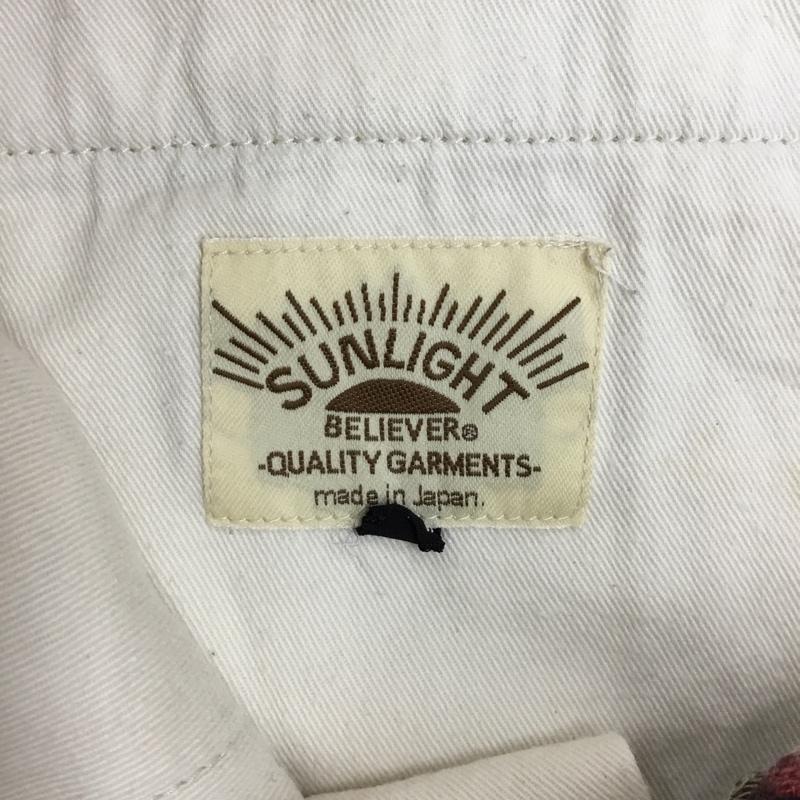 SUNLIGHT
BELIEVER®
-QUALITY GARMENTS-
made in Japan.